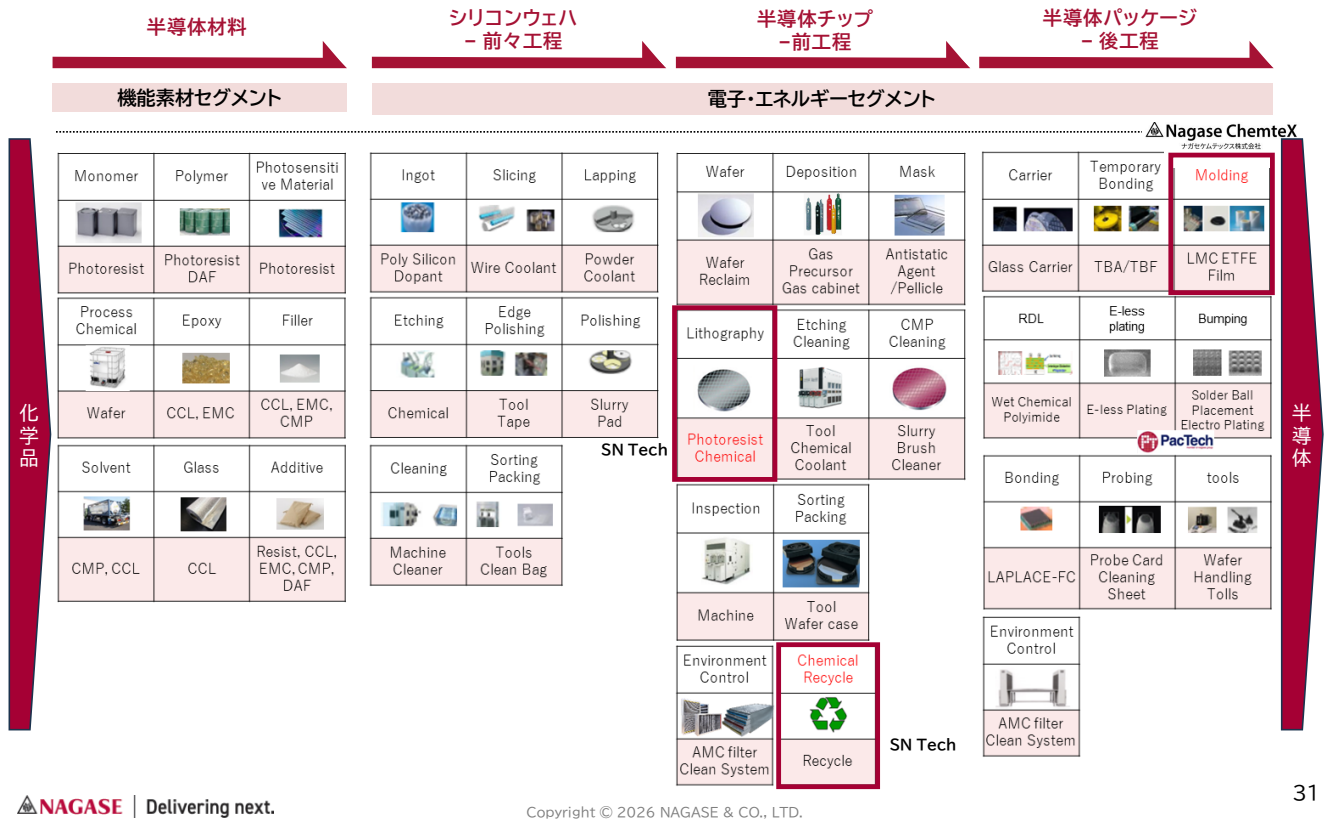 半導体材料
シリコンウェハ
– 前々工程
半導体チップ
–前工程
半導体パッケージ
– 後工程
機能素材セグメント
電子・エネルギーセグメント
Nagase ChemteX
ナガセケムテックス株式会社
化学品
Monomer
Polymer
Photosensiti
ve Material
Photoresist
Photoresist
DAF
Photoresist
Process
Chemical
Epoxy
Filler
Wafer
CCL, EMC
CCL, EMC,
CMP
Solvent
Glass
Additive
CMP, CCL
CCL
Resist, CCL,
EMC, CMP,
DAF
Ingot
Slicing
Lapping
Poly Silicon
Dopant
Wire Coolant
Powder
Coolant
Etching
Edge
Polishing
Polishing
Chemical
Tool
Tape
Slurry
Pad
SN Tech
Cleaning
Sorting
Packing
Machine
Cleaner
Tools
Clean Bag
Wafer
Deposition
Mask
Wafer
Reclaim
Gas
Precursor
Gas cabinet
Antistatic
Agent
/Pellicle
Lithography
Etching
Cleaning
CMP
Cleaning
Photoresist
Chemical
Tool
Chemical
Coolant
Slurry
Brush
Cleaner
Inspection
Sorting
Packing
Machine
Tool
Wafer case
Environment
Control
Chemical
Recycle
AMC filter
Clean System
Recycle
SN Tech
Carrier
Temporary
Bonding
Molding
Glass Carrier
TBA/TBF
LMC ETFE
Film
RDL
E-less
plating
Bumping
Wet Chemical
Polyimide
E-less Plating
Solder Ball
Placement
Electro Plating
PacTech
Bonding
Probing
tools
LAPLACE-FC
Probe Card
Cleaning
Sheet
Wafer
Handling
Tolls
Environment
Control
AMC filter
Clean System
半導体
NAGASE | Delivering next.
Copyright © 2026 NAGASE & CO., LTD.
31